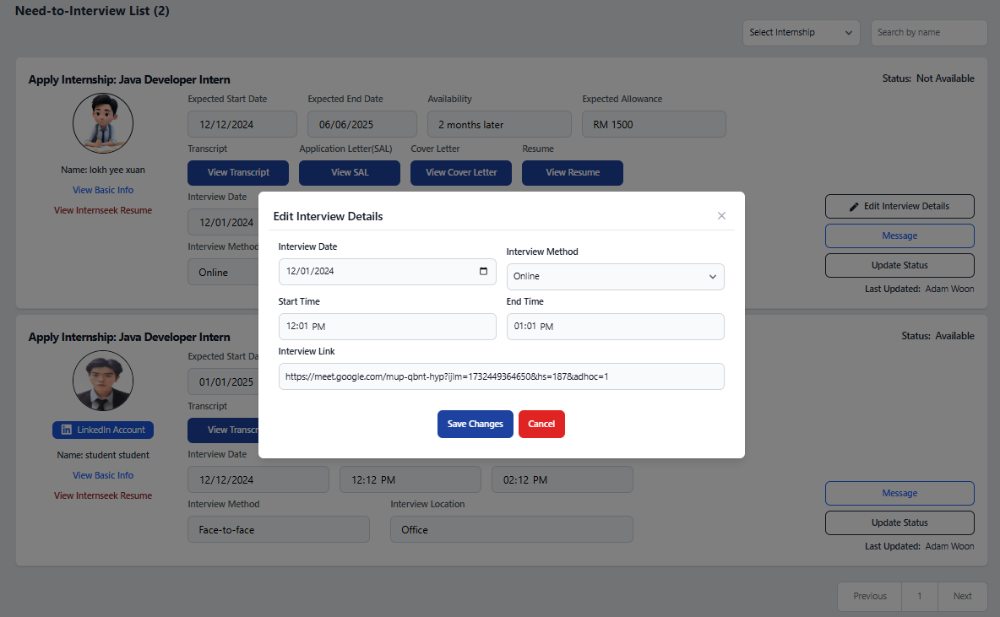 Need-to-Interview List (2)
Select Internship
Search by name
Apply Internship: Java Developer Intern
Status: Not Available
Expected Start Date
Expected End Date
Availability
Expected Allowance
12/12/2024
06/06/2025
2 months later
RM 1500
Transcript
Application Letter(SAL)
Cover Letter
Resume
View Transcript
View SAL
View Cover Letter
View Resume
Name: lokh yee xuan
View Basic Info
View Internseek Resume
Interview Date
12/01/2024
Interview Method
Online
Edit Interview Details
Message
Update Status
Last Updated: Adam Woon
Edit Interview Details
Interview Date
Interview Method
12/01/2024
Online
Start Time
End Time
12:01 PM
01:01 PM
Interview Link
https://meet.google.com/mup-qbnt-hyp?ijlm=1732449364650&hs=187&adhoc=1
Save Changes
Cancel
Apply Internship: Java Developer Intern
Status: Available
Expected Start Da
01/01/2025
Transcript
View Transcr
LinkedIn Account
Name: student student
View Basic Info
View Internseek Resume
Interview Date
12/12/2024
12:12 PM
02:12 PM
Interview Method
Interview Location
Face-to-face
Office
Message
Update Status
Last Updated: Adam Woon
Previous
1
Next